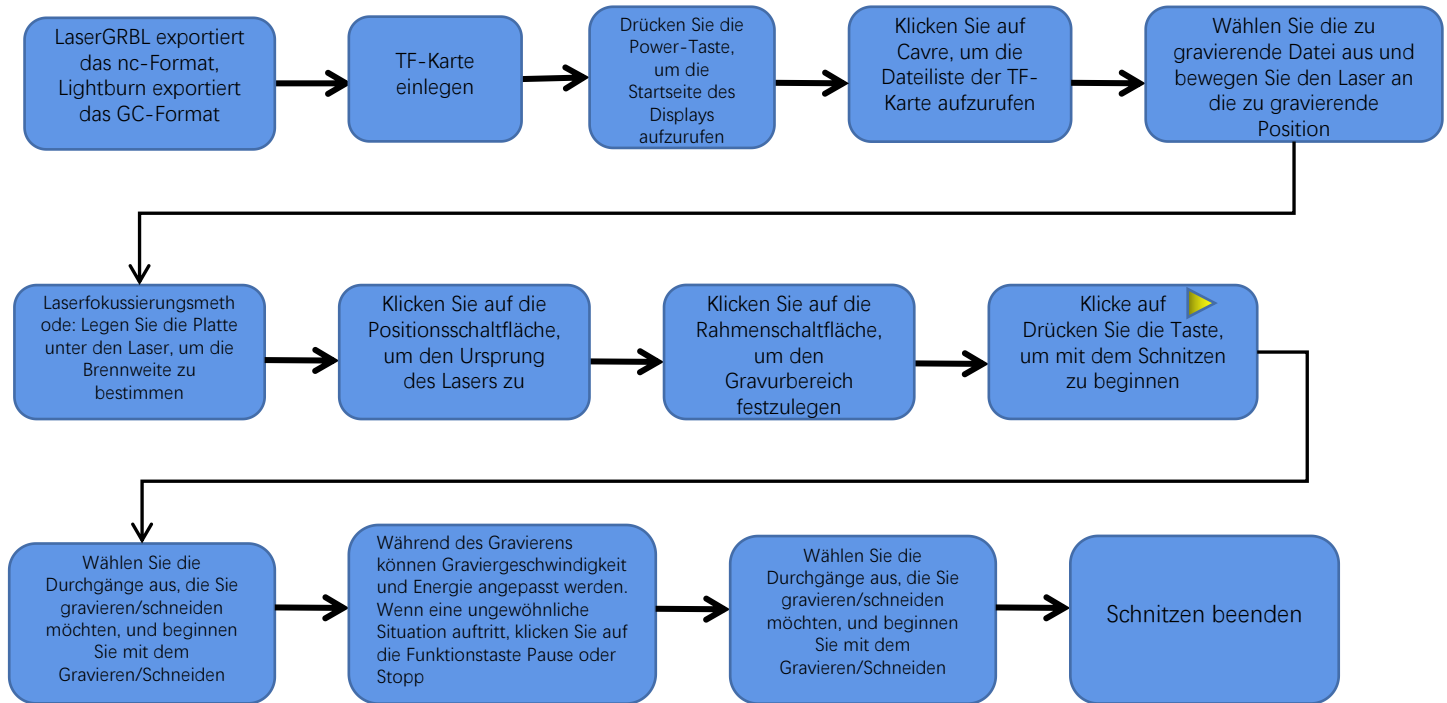 LaserGRBL exportiert
das nc-Format,
Lightburn exportiert
das GC-Format
TF-Karte
einlegen
Drücken Sie die
Power-Taste,
um die
Startseite des
Displays
aufzurufen
Klicken Sie auf
Cavre, um die
Dateiliste der TF-
Karte aufzurufen
Wählen Sie die zu
gravierende Datei aus und
bewegen Sie den Laser an
die zu gravierende
Position
Laserfokussierungsmeth
ode: Legen Sie die Platte
unter den Laser, um die
Brennweite zu
bestimmen
Klicken Sie auf die
Positionsschaltfläche,
um den Ursprung
des Lasers zu
Klicken Sie auf die
Rahmenschaltfläche,
um den
Gravurbereich
festzulegen
Klicke auf
Drücken Sie die Taste,
um mit dem Schnitzen
zu beginnen
Wählen Sie die
Durchgänge aus, die Sie
gravieren/schneiden
möchten, und beginnen
Sie mit dem
Gravieren/Schneiden
Während des Gravierens
können Graviergeschwindigkeit
und Energie angepasst werden.
Wenn eine ungewöhnliche
Situation auftritt, klicken Sie auf
die Funktionstaste Pause oder
Stopp
Wählen Sie die
Durchgänge aus, die Sie
gravieren/schneiden
möchten, und beginnen
Sie mit dem
Gravieren/Schneiden
Schnitzen beenden